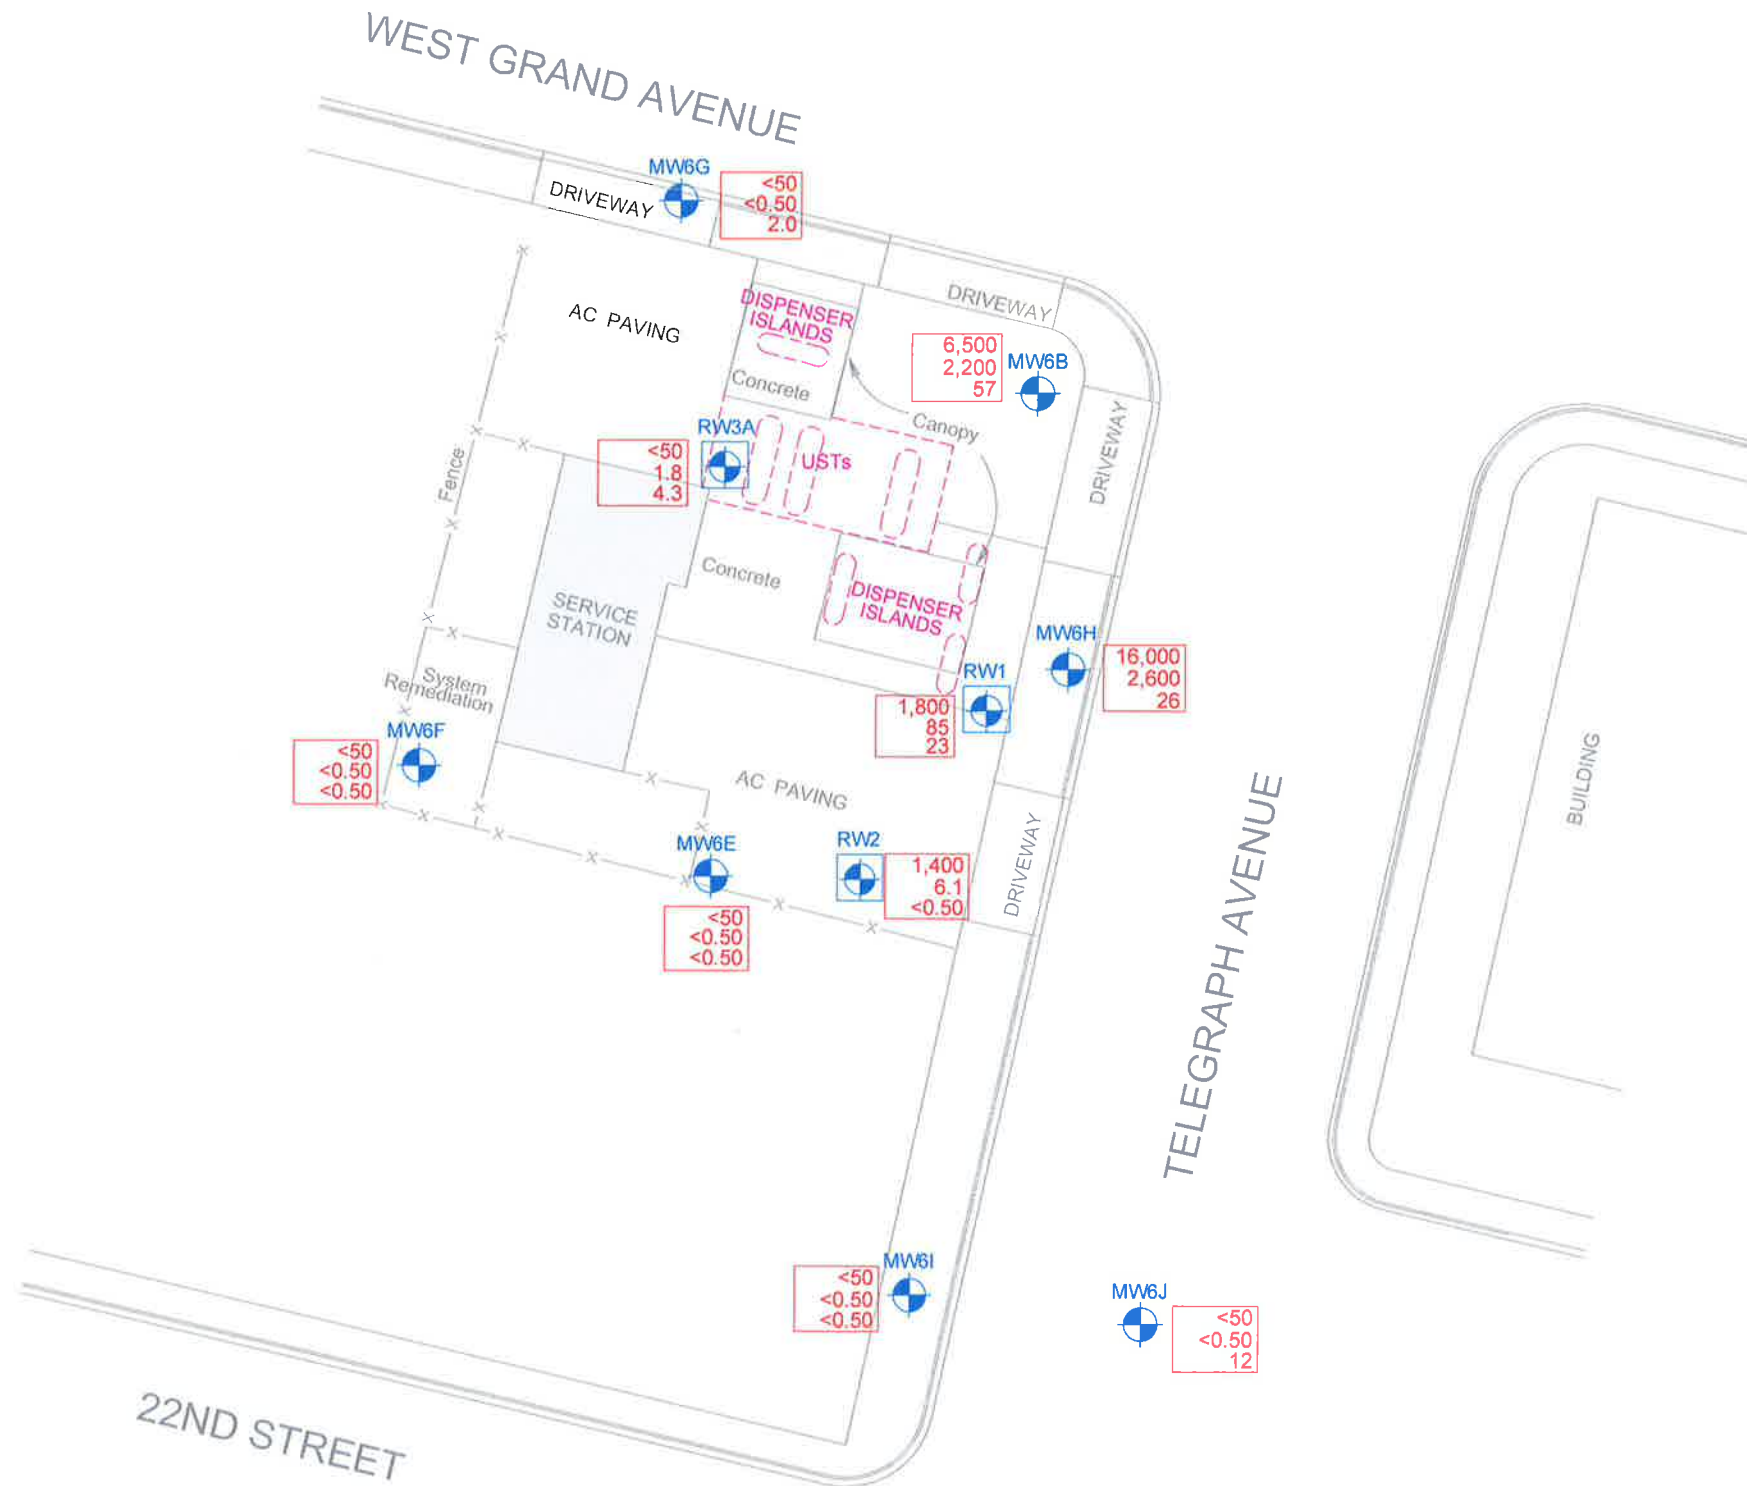 WEST GRAND AVENUE
MW6G
<50
<0.50
2.0
DRIVEWAY
DRIVEWAY
AC PAVING
DISPENSER
ISLANDS
6,500
2,200
57
MW6B
Concrete
Canopy
DRIVEWAY
RW3A
<50
1.8
4.3
USTs
Fence
Concrete
SERVICE
STATION
DISPENSER
ISLANDS
MW6H
16,000
2,600
26
System
Remediation
RW1
1,800
85
23
MW6F
<50
<0.50
<0.50
AC PAVING
BUILDING
MW6E
<50
<0.50
<0.50
RW2
1,400
6.1
<0.50
DRIVEWAY
TELEGRAPH AVENUE
MW6I
<50
<0.50
<0.50
MW6J
<50
<0.50
12
22ND STREET